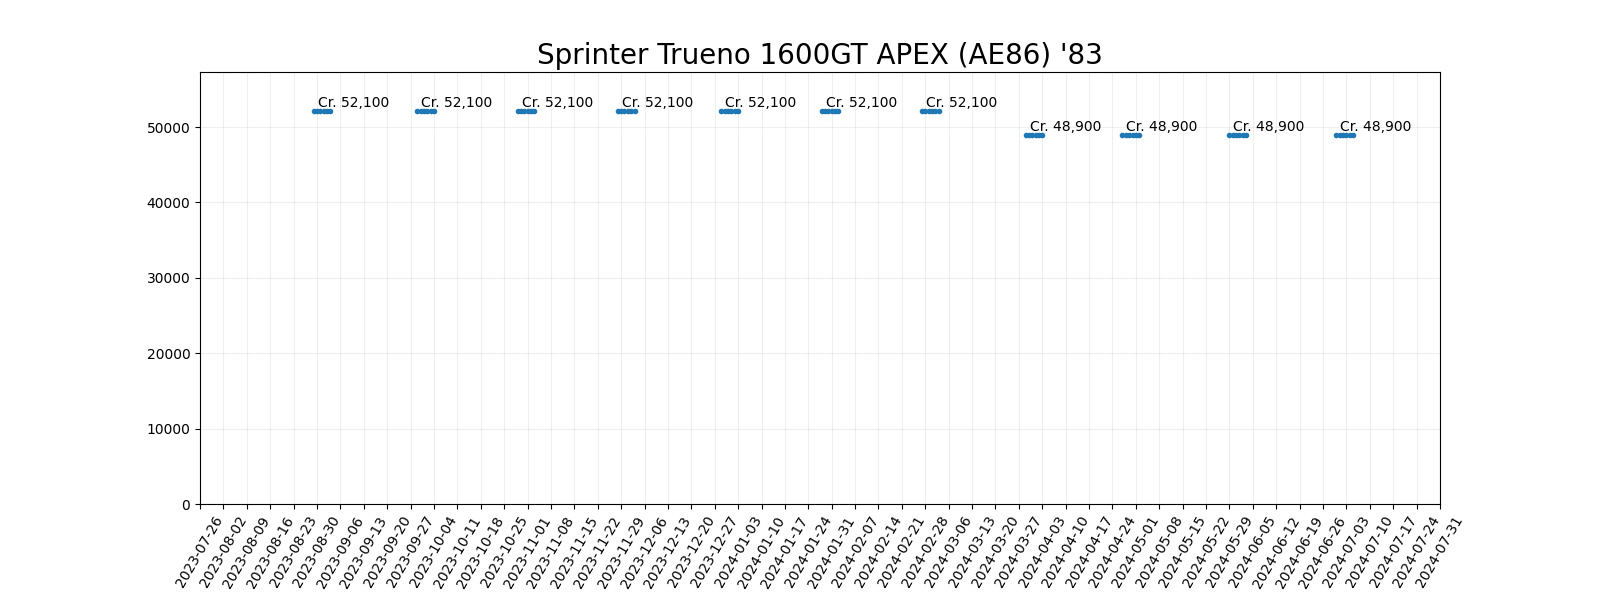 Sprinter Trueno 1600GT APEX (AE86) '83
Cr. 52,100 Cr. 52,100 Cr. 52,100 Cr. 52,100 Cr. 52,100 Cr. 52,100 Cr. 52,100
50000 Cr. 48,900 Cr. 48,900 Cr. 48,900 Cr. 48,900
40000
30000
20000
10000
0
2023-07-26 2023-08-02 2023-08-09 2023-08-16 2023-08-23 2023-08-30 2023-09-06 2023-09-13 2023-09-20 2023-09-27 2023-10-04 2023-10-11 2023-10-18 2023-10-25 2023-11-01 2023-11-08 2023-11-15 2023-11-22 2023-11-29 2023-12-06 2023-12-13 2023-12-20 2023-12-27 2024-01-03 2024-01-10 2024-01-17 2024-01-24 2024-01-31 2024-02-07 2024-02-14 2024-02-21 2024-02-28 2024-03-06 2024-03-13 2024-03-20 2024-03-27 2024-04-03 2024-04-10 2024-04-17 2024-04-24 2024-05-01 2024-05-08 2024-05-15 2024-05-22 2024-05-29 2024-06-05 2024-06-12 2024-06-19 2024-06-26 2024-07-03 2024-07-10 2024-07-17 2024-07-24 2024-07-31